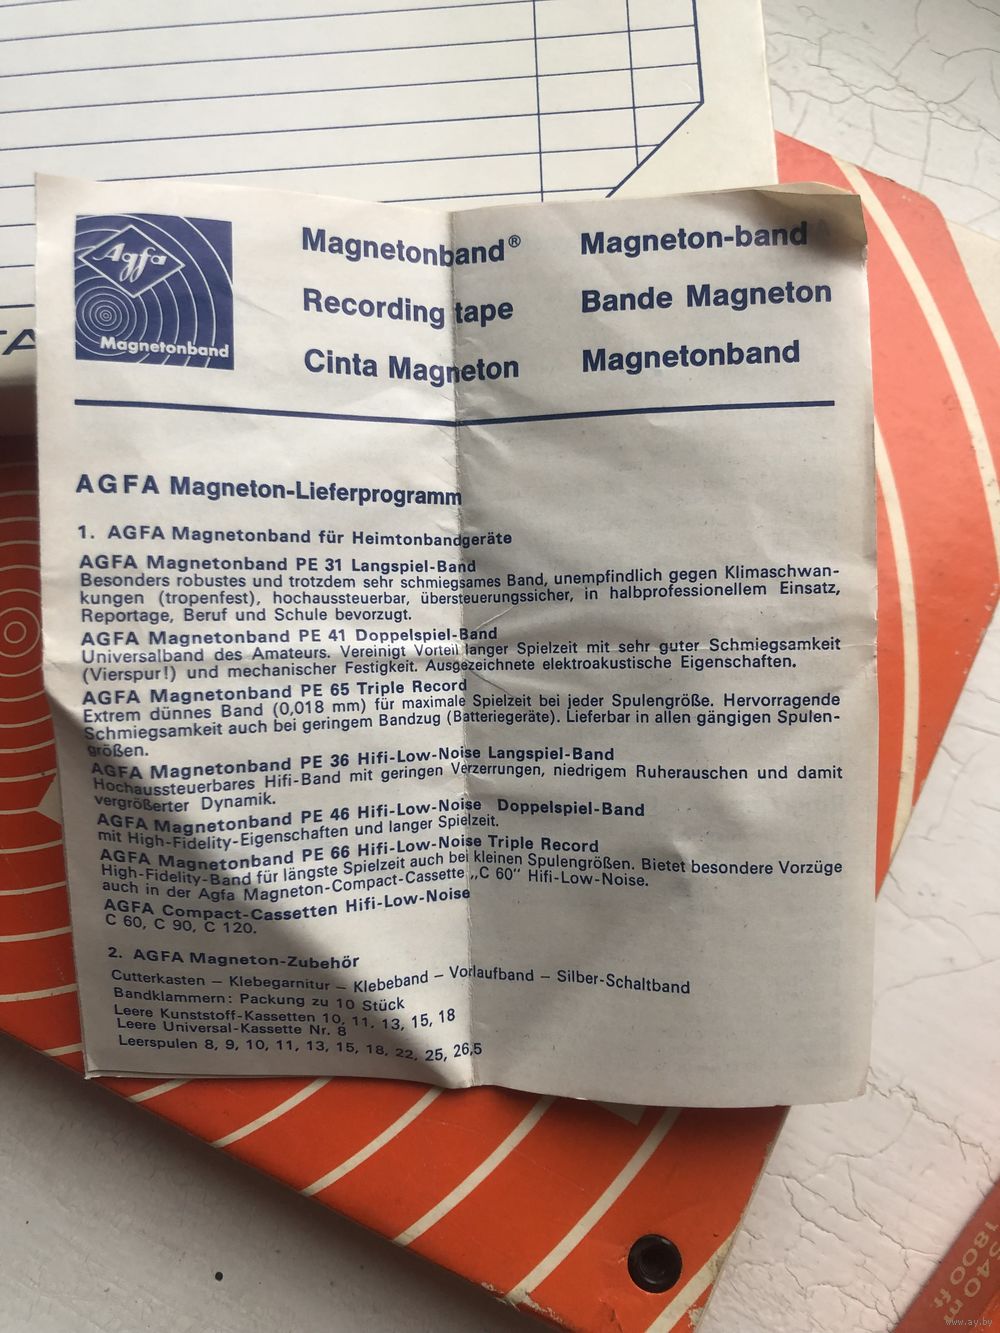 Agfa
Magnetonband
Magnetonband®
Recording tape
Cinta Magneton
Magneton-band
Bande Magneton
Magnetonband
AGFA Magneton-Lieferprogramm
1. AGFA Magnetonband für Heimtonbandgeräte
AGFA Magnetonband PE 31 Langspiel-Band
Besonders robustes und trotzdem sehr schmiegsames Band, unempfindlich gegen Klimaschwan-
kungen (tropenfest), hochaussteuerbar, übersteuerungssicher, in halbprofessionellem Einsatz,
Reportage, Beruf und Schule bevorzugt.
AGFA Magnetonband PE 41 Doppelspiel-Band
Universalband des Amateurs. Vereinigt Vorteil langer Spielzeit mit sehr guter Schmiegsamkeit
(Vierspur!) und mechanischer Festigkeit. Ausgezeichnete elektroakustische Eigenschaften.
AGFA Magnetonband PE 65 Triple Record
Extrem dünnes Band (0,018 mm) für maximale Spielzeit bei jeder Spulengröße. Hervorragende
Schmiegsamkeit auch bei geringem Bandzug (Batteriegeräte). Lieferbar in allen gängigen Spulen-
größen.
AGFA Magnetonband PE 36 Hifi-Low-Noise Langspiel-Band
Hochaussteuerbares Hifi-Band mit geringen Verzerrungen, niedrigem Ruherauschen und damit
vergrößerter Dynamik.
AGFA Magnetonband PE 46 Hifi-Low-Noise Doppelspiel-Band
mit High-Fidelity-Eigenschaften und langer Spielzeit.
AGFA Magnetonband PE 66 Hifi-Low-Noise Triple Record
High-Fidelity-Band für längste Spielzeit auch bei kleinen Spulengrößen. Bietet besondere Vorzüge
auch in der Agfa Magneton-Compact-Cassette „C 60“ Hifi-Low-Noise.
AGFA Compact-Cassetten Hifi-Low-Noise
C 60, C 90, C 120.
2. AGFA Magneton-Zubehör
Cutterkasten – Klebegarnitur – Klebeband – Vorlaufband – Silber-Schaltband
Bandklammern: Packung zu 10 Stück
Leere Kunststoff-Kassetten 10, 11, 13, 15, 18
Leere Universal-Kassette Nr. 8
Leerspulen 8, 9, 10, 11, 13, 15, 18, 22, 25, 26,5
540 m
1800 ft
www.ay.by